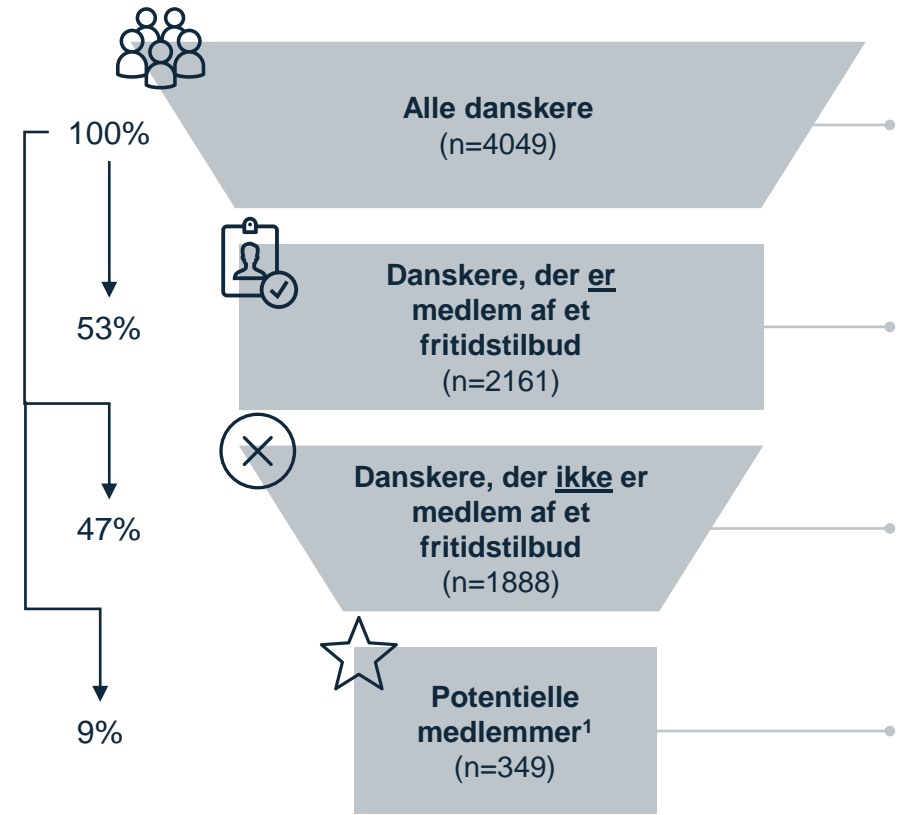 Alle danskere
(n=4049)
100%
Danskere, der er
medlem af et
fritidstilbud
(n=2161)
53%
Danskere, der ikke er
medlem af et
fritidstilbud
(n=1888)
47%
Potentielle
medlemmer¹
(n=349)
9%